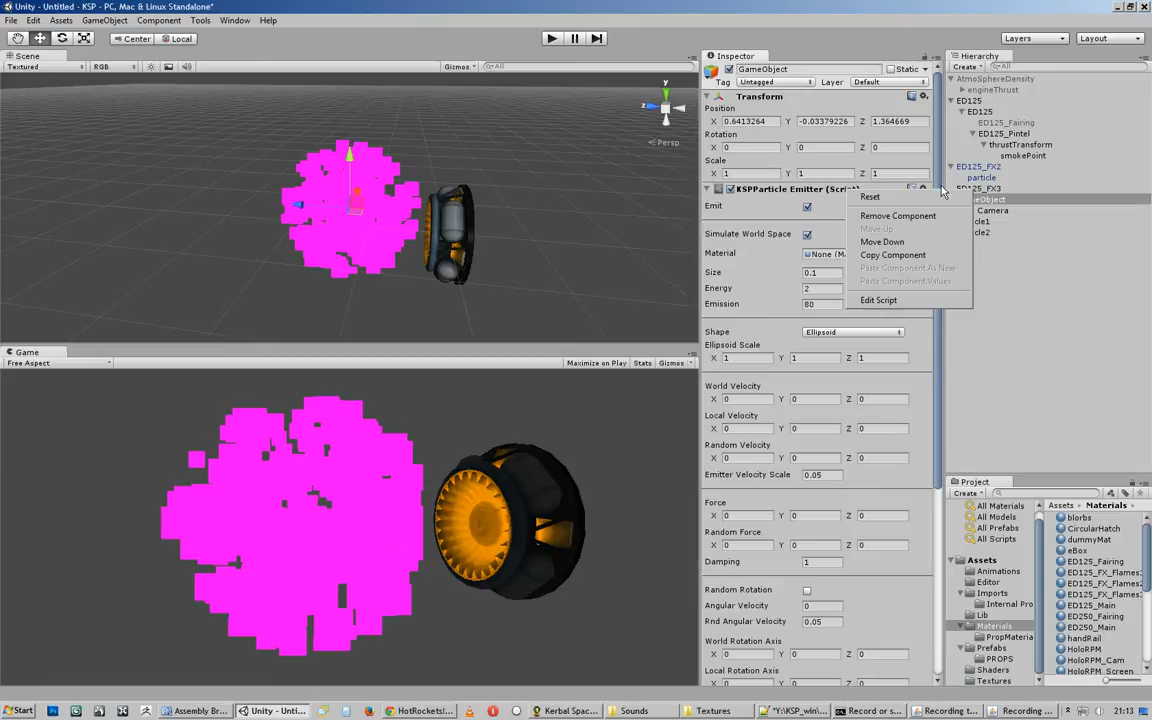 Unity - Untitled - KSP - PC, Mac & Linux Standalone*
File Edit Assets GameObject Component Tools Window Help
Center Local Layers Layout
Scene
Textured RGB Gizmos All
y
z
Persp
Game
Free Aspect Maximize on Play Stats Gizmos
Inspector
GameObject Static
Tag Untagged Layer Default
Transform
Position
X 0.6413264 Y -0.03379226 Z 1.364669
Rotation
X 0 Y 0 Z 0
Scale
X 1 Y 1 Z 1
KSPParticle Emitter (Script)
Emit
Simulate World Space
Material None (Ma
Size 0.1
Energy 2
Emission 80
Shape Ellipsoid
Ellipsoid Scale
X 1 Y 1 Z 1
World Velocity
X 0 Y 0 Z 0
Local Velocity
X 0 Y 0 Z 0
Random Velocity
X 0 Y 0 Z 0
Emitter Velocity Scale 0.05
Force
X 0 Y 0 Z 0
Random Force
X 0 Y 0 Z 0
Damping 1
Random Rotation
Angular Velocity 0
Rnd Angular Velocity 0.05
World Rotation Axis
X 0 Y 0 Z 0
Local Rotation Axis
Reset
Remove Component
Move Up
Move Down
Copy Component
Paste Component As New
Paste Component Values
Edit Script
Hierarchy
Create All
AtmoSphereDensity
engineThrust
ED125
ED125
ED125_Fairing
ED125_Pintel
thrustTransform
smokePoint
ED125_FX2
particle
ED125_FX3
eObject
Camera
cle1
cle2
Project
Create
All Materials
All Models
All Prefabs
All Scripts
Assets
Animations
Editor
Imports
Internal Pro
Lib
Materials
PropMateria
Prefabs
PROPS
Shaders
Textures
Assets Materials
blorbs
CircularHatch
dummyMat
eBox
ED125_Fairing
ED125_FX_Flames1
ED125_FX_Flames
ED125_Main
ED250_Fairing
ED250_Main
handRail
HoloRPM
HoloRPM_Cam
HoloRPM_Screen
Start Assembly Br... Unity - Unti... HotRockets!... Kerbal Spac... Sounds Textures "Y:\KSP_win\... Record or s... Recording t... Recording ... 21:13